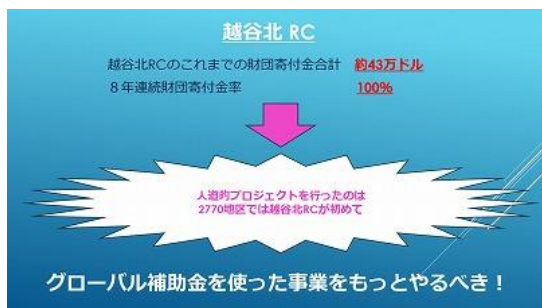 越谷北 RC
越谷北RCのこれまでの財団寄付金合計 約43万ドル
8年連続財団寄付金率 100%
人道的プロジェクトを行ったのは
2770地区では越谷北RCが初めて
グローバル補助金を使った事業をもっとやるべき!